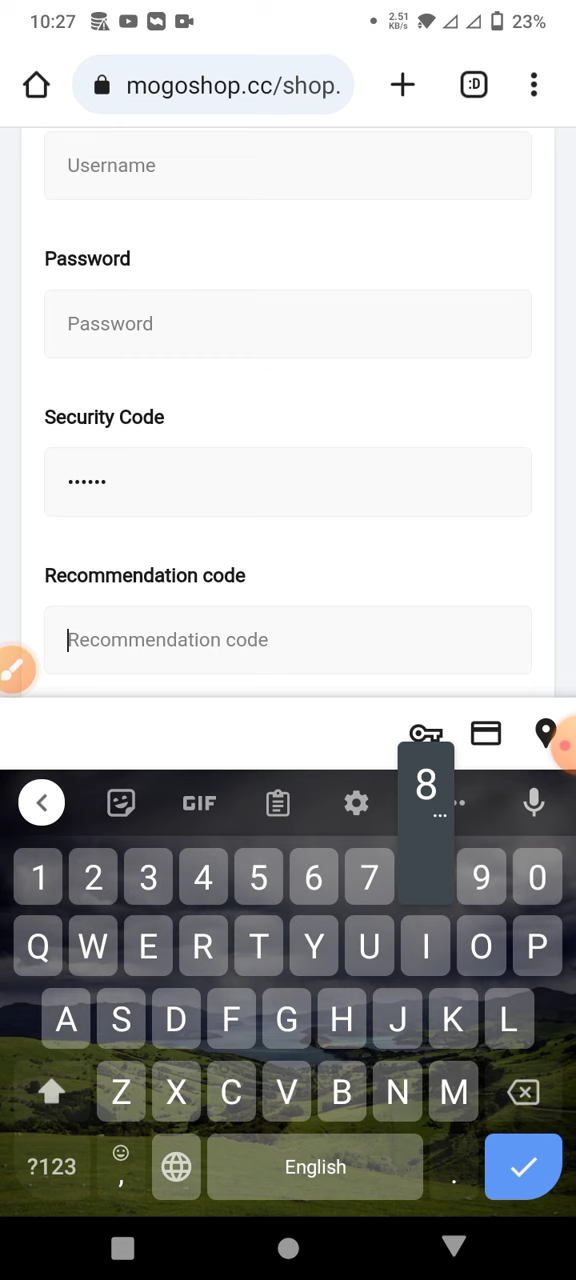 10:27
2.51
KB/s
23%
mogoshop.cc/shop.
:D
Username
Password
Password
Security Code
••••••
Recommendation code
Recommendation code
GIF
8
...
1 2 3 4 5 6 7 9 0
Q W E R T Y U I O P
A S D F G H J K L
Z X C V B N M
?123
,
English
.